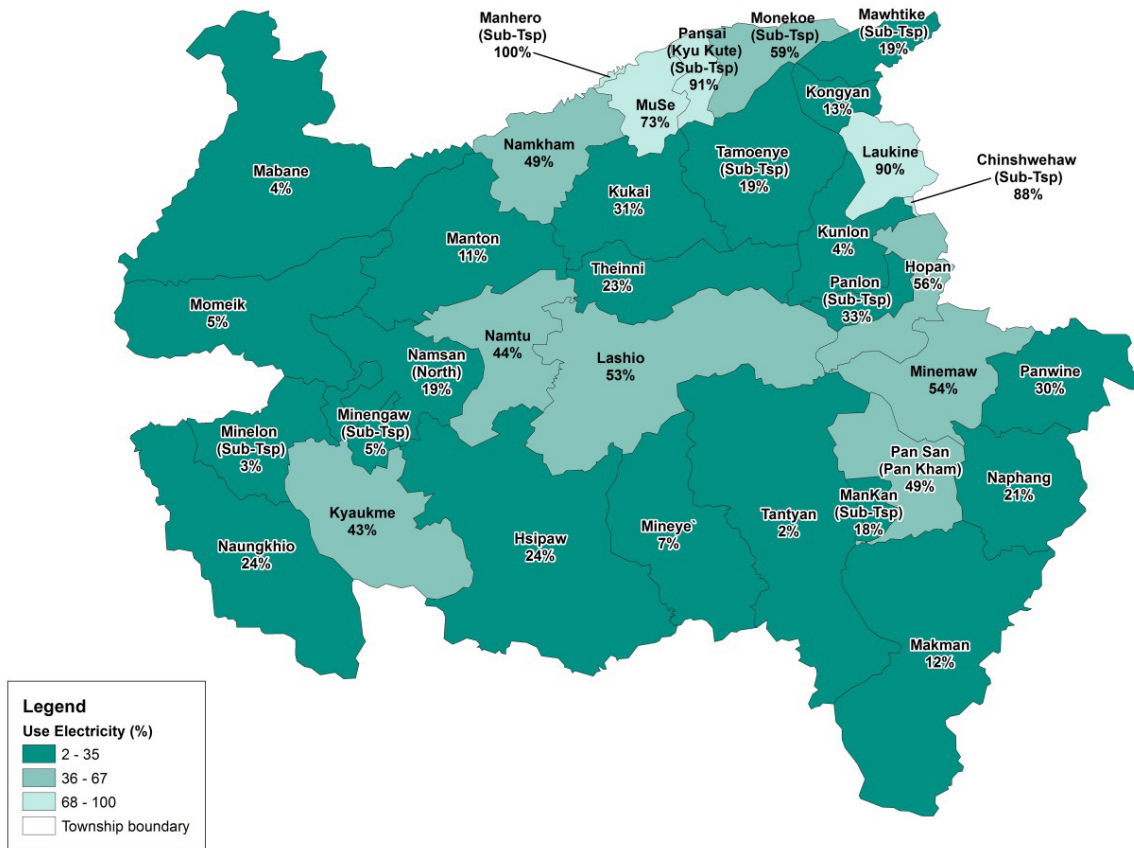 Manhero
(Sub-Tsp)
100%
Pansai
(Kyu Kute)
(Sub-Tsp)
91%
Monekoe
(Sub-Tsp)
59%
Mawhtike
(Sub-Tsp)
19%
Kongyan
13%
MuSe
73%
Namkham
49%
Tamoenye
(Sub-Tsp)
19%
Laukine
90%
Chinshwehaw
(Sub-Tsp)
88%
Mabane
4%
Kukai
31%
Manton
11%
Kunlon
4%
Hopan
56%
Theinni
23%
Panlon
(Sub-Tsp)
33%
Momeik
5%
Namtu
44%
Namsan
(North)
19%
Lashio
53%
Minemaw
54%
Panwine
30%
Minengaw
(Sub-Tsp)
5%
Minelon
(Sub-Tsp)
3%
Pan San
(Pan Kham)
49%
Naphang
21%
ManKan
(Sub-Tsp)
18%
Kyaukme
43%
Hsipaw
24%
Mineye`
7%
Tantyan
2%
Naungkhio
24%
Makman
12%
Legend
Use Electricity (%)
2 - 35
36 - 67
68 - 100
Township boundary